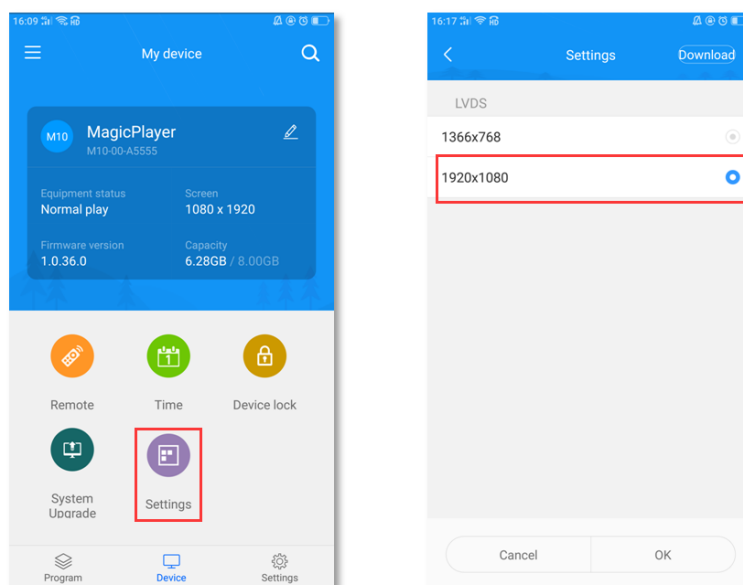 16:09
My device
M10
MagicPlayer
M10-00-A5555
Equipment status
Screen
Normal play
1080 x 1920
Firmware version
Capacity
1.0.36.0
6.28GB / 8.00GB
1
Remote
Time
Device lock
System
Upgrade
Settings
Program
Device
Settings
16:17
Settings
Download
LVDS
1366x768
1920x1080
Cancel
OK